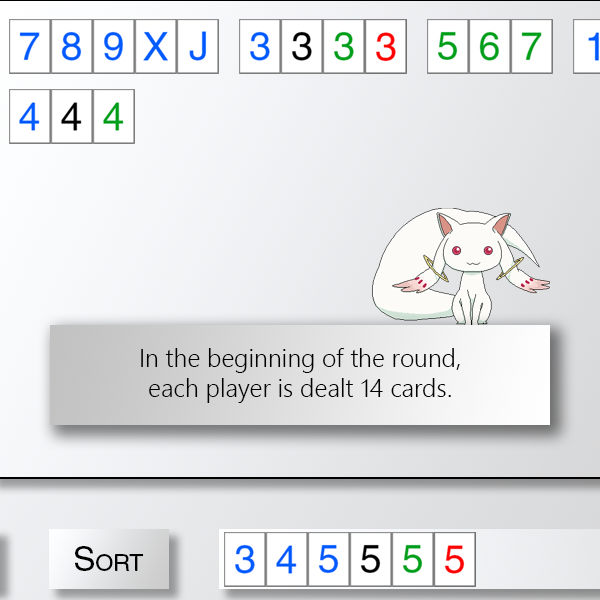 7 8 9 X J 3 3 3 3 5 6 7 1
4 4 4
In the beginning of the round,
each player is dealt 14 cards.
SORT 3 4 5 5 5 5